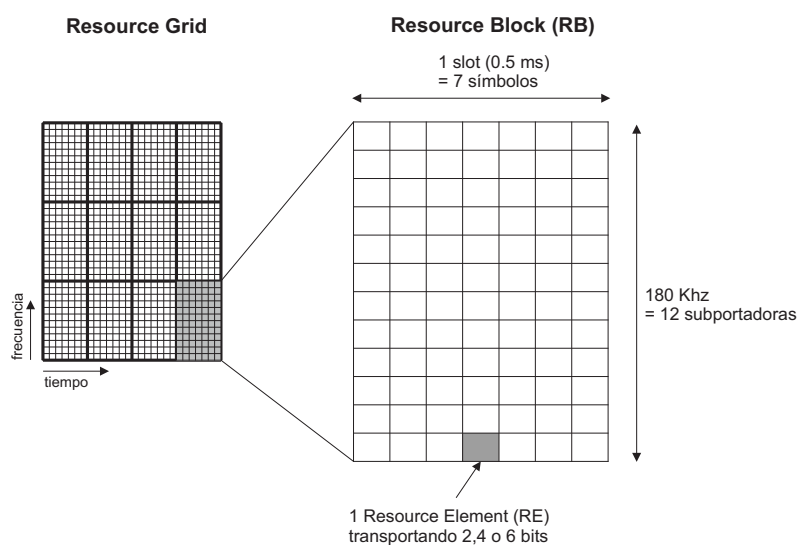 Resource Grid
Resource Block (RB)
1 slot (0.5 ms)
= 7 símbolos
frecuencia
tiempo
180 Khz
= 12 subportadoras
1 Resource Element (RE)
transportando 2,4 o 6 bits